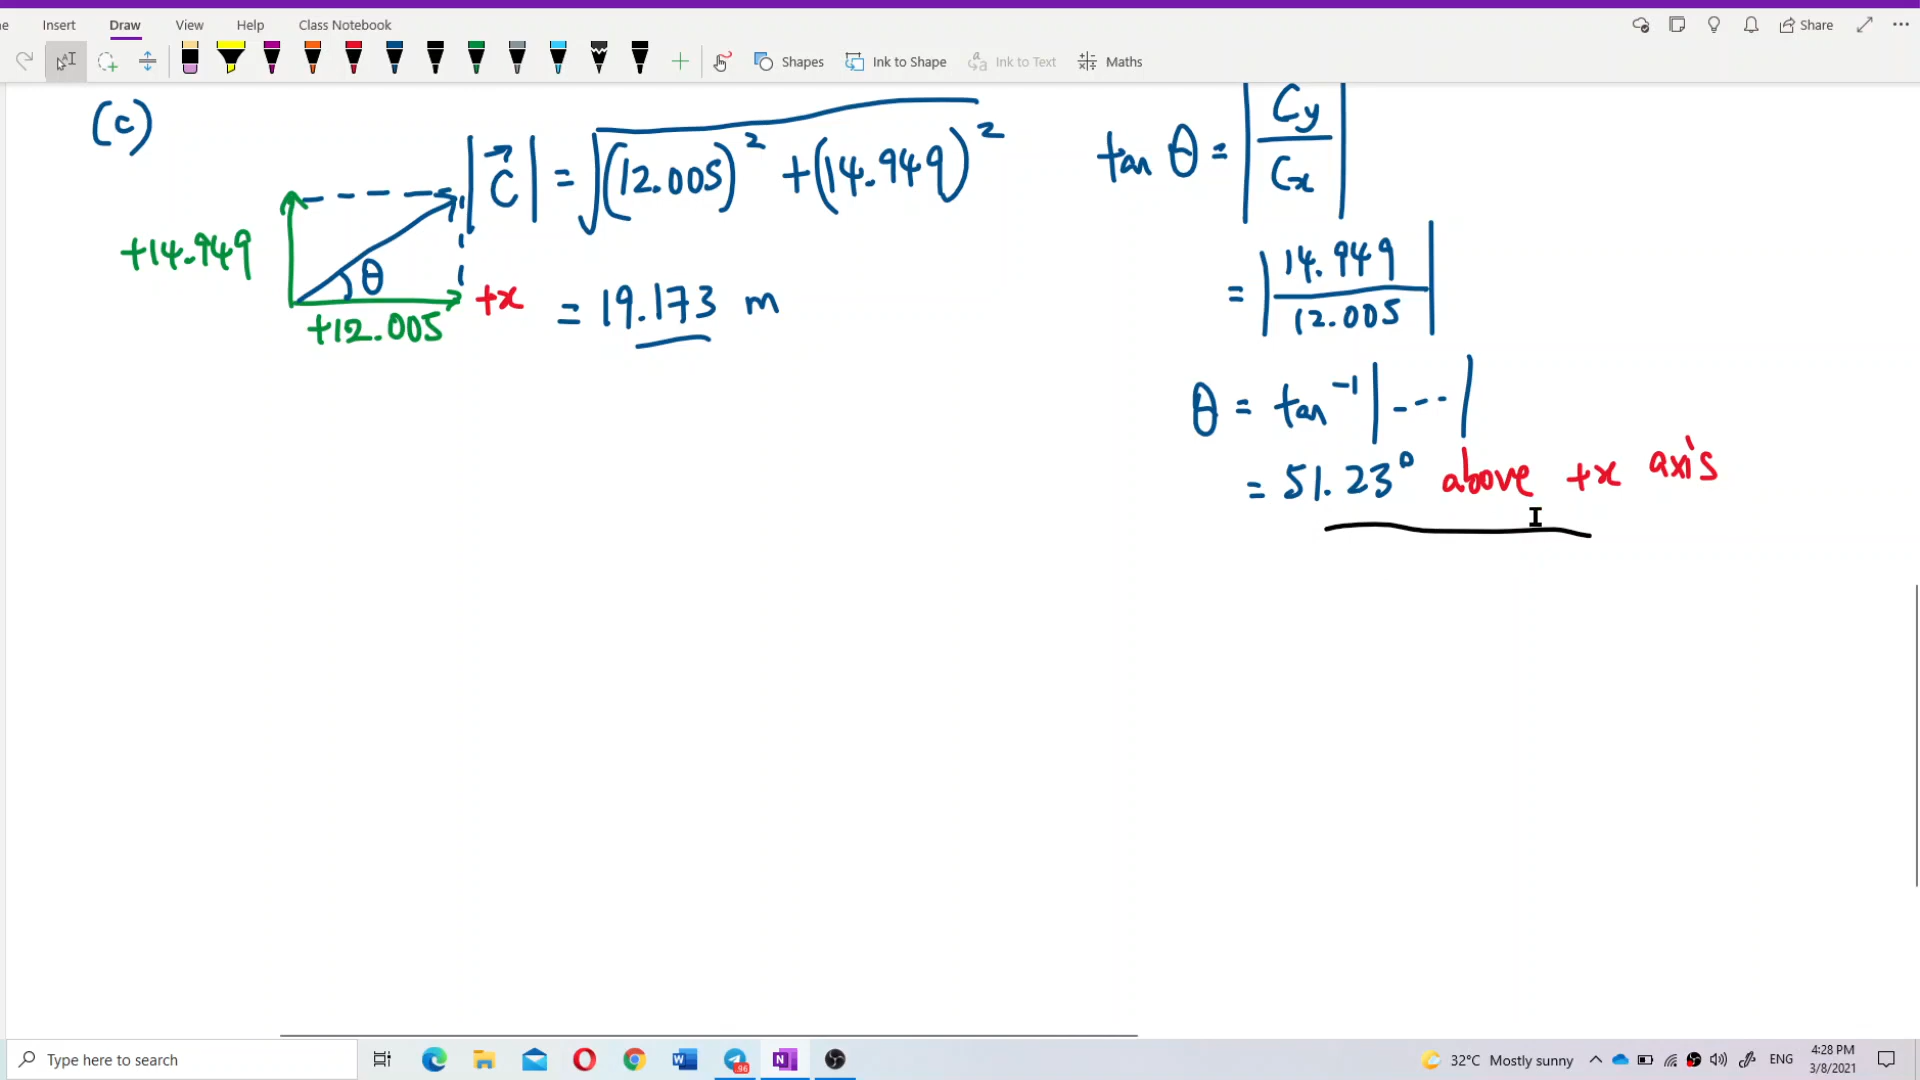 Insert Draw View Help Class Notebook Share
Shapes Ink to Shape Ink to Text Maths
(c)
|C⃗| = √((12.005)² + (14.949)²)
+14.949
θ
+x
+12.005
= 19.173 m
tan θ = |Cy/Cx|
= |14.949/12.005|
θ = tan⁻¹|---|
= 51.23° above +x axis
Type here to search
96
32°C Mostly sunny
ENG
4:28 PM
3/8/2021